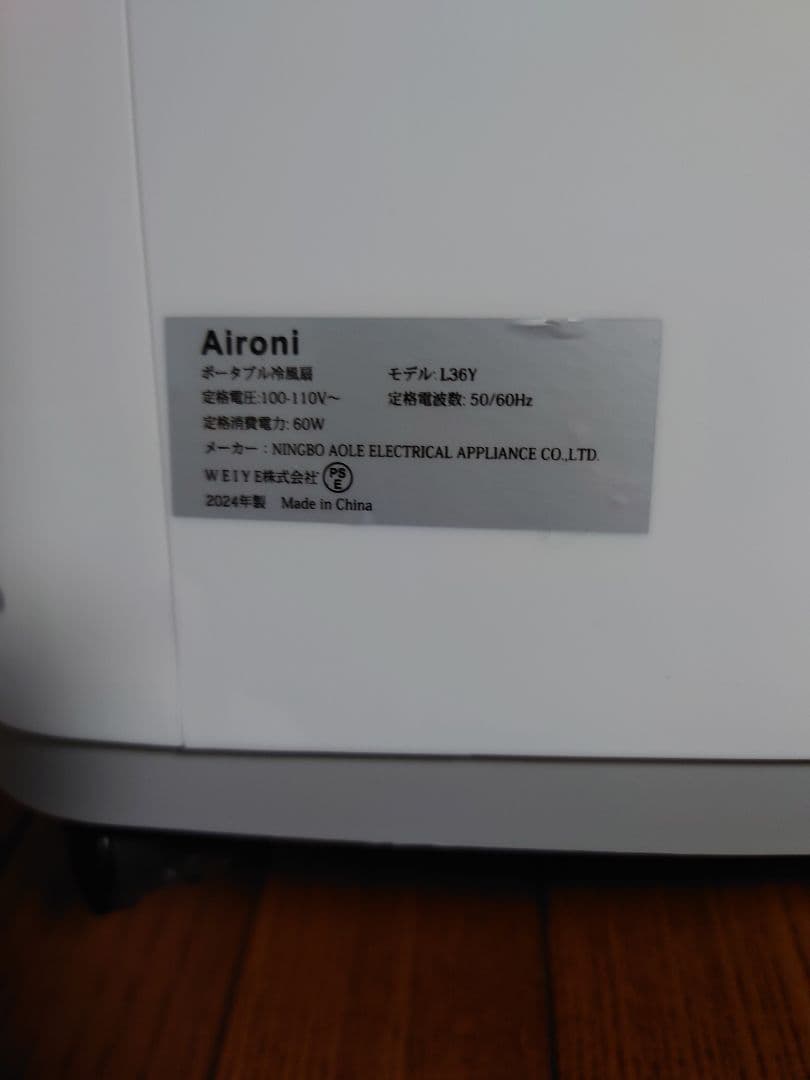 Aironi
ポータブル冷風扇 モデル: L36Y
定格電圧:100-110V～ 定格電波数: 50/60Hz
定格消費電力: 60W
メーカー：NINGBO AOLE ELECTRICAL APPLIANCE CO.,LTD.
WEIYE株式会社 PSE
2024年製 Made in China